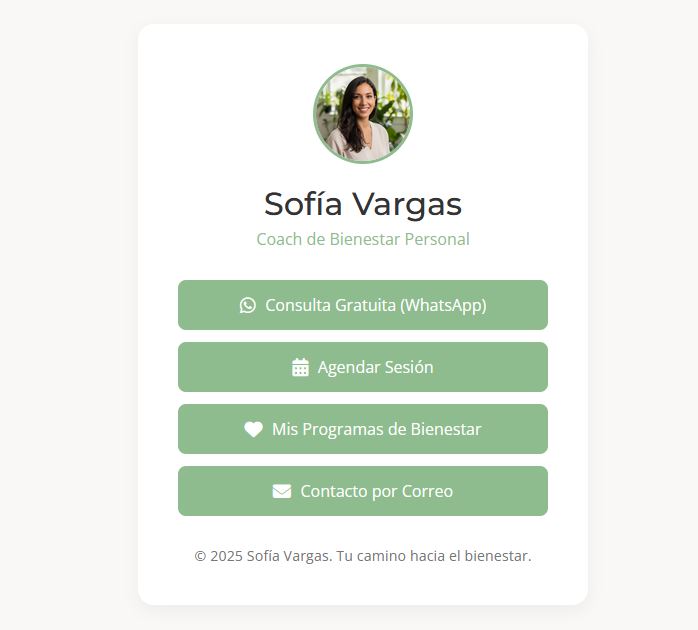 Sofía Vargas
Coach de Bienestar Personal
Consulta Gratuita (WhatsApp)
Agendar Sesión
Mis Programas de Bienestar
Contacto por Correo
© 2025 Sofía Vargas. Tu camino hacia el bienestar.